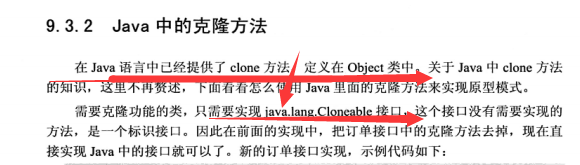 9.3.2 Java 中的克隆方法
在 Java 语言中已经提供了 clone 方法，定义在 Object 类中。关于 Java 中 clone 方法
的知识，这里不再赘述，下面看看怎么使用 Java 里面的克隆方法来实现原型模式。
需要克隆功能的类，只需要实现 java.lang.Cloneable 接口，这个接口没有需要实现的
方法，是一个标识接口。因此在前面的实现中，把订单接口中的克隆方法去掉，现在直
接实现 Java 中的接口就可以了。新的订单接口实现，示例代码如下：